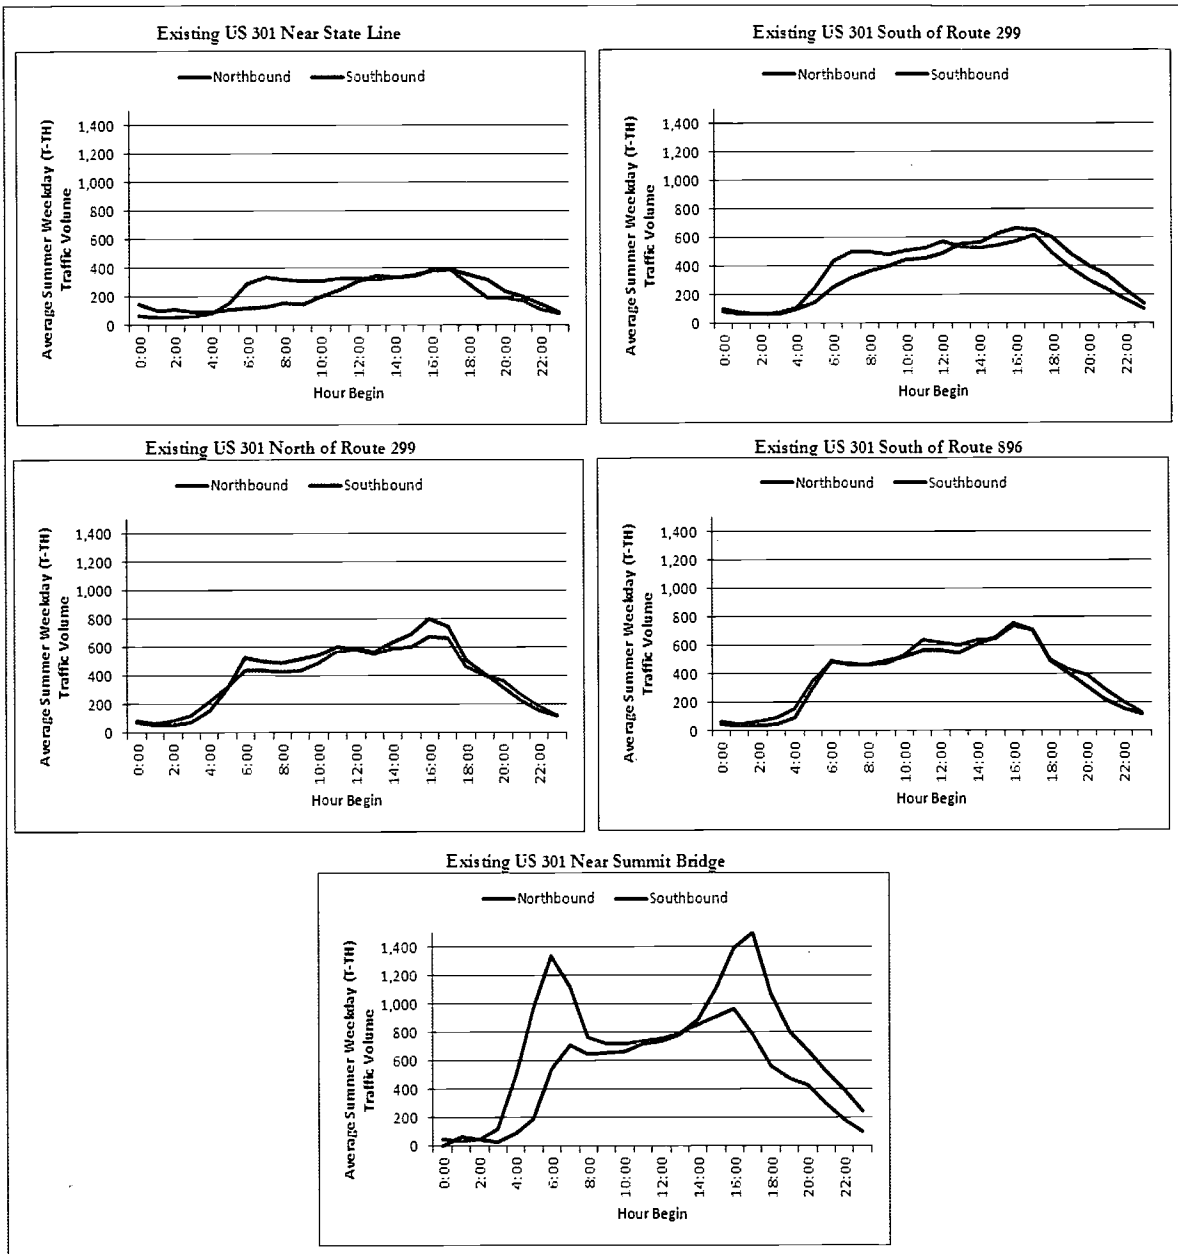 Existing US 301 Near State Line
Northbound Southbound
Average Summer Weekday (T-TH)
Traffic Volume
1,400
1,200
1,000
800
600
400
200
0
0:00 2:00 4:00 6:00 8:00 10:00 12:00 14:00 16:00 18:00 20:00 22:00
Hour Begin
Existing US 301 South of Route 299
Northbound Southbound
Average Summer Weekday (T-TH)
Traffic Volume
1,400
1,200
1,000
800
600
400
200
0
0:00 2:00 4:00 6:00 8:00 10:00 12:00 14:00 16:00 18:00 20:00 22:00
Hour Begin
Existing US 301 North of Route 299
Northbound Southbound
Average Summer Weekday (T-TH)
Traffic Volume
1,400
1,200
1,000
800
600
400
200
0
0:00 2:00 4:00 6:00 8:00 10:00 12:00 14:00 16:00 18:00 20:00 22:00
Hour Begin
Existing US 301 South of Route 896
Northbound Southbound
Average Summer Weekday (T-TH)
Traffic Volume
1,400
1,200
1,000
800
600
400
200
0
0:00 2:00 4:00 6:00 8:00 10:00 12:00 14:00 16:00 18:00 20:00 22:00
Hour Begin
Existing US 301 Near Summit Bridge
Northbound Southbound
Average Summer Weekday (T-TH)
Traffic Volume
1,400
1,200
1,000
800
600
400
200
0
0:00 2:00 4:00 6:00 8:00 10:00 12:00 14:00 16:00 18:00 20:00 22:00
Hour Begin